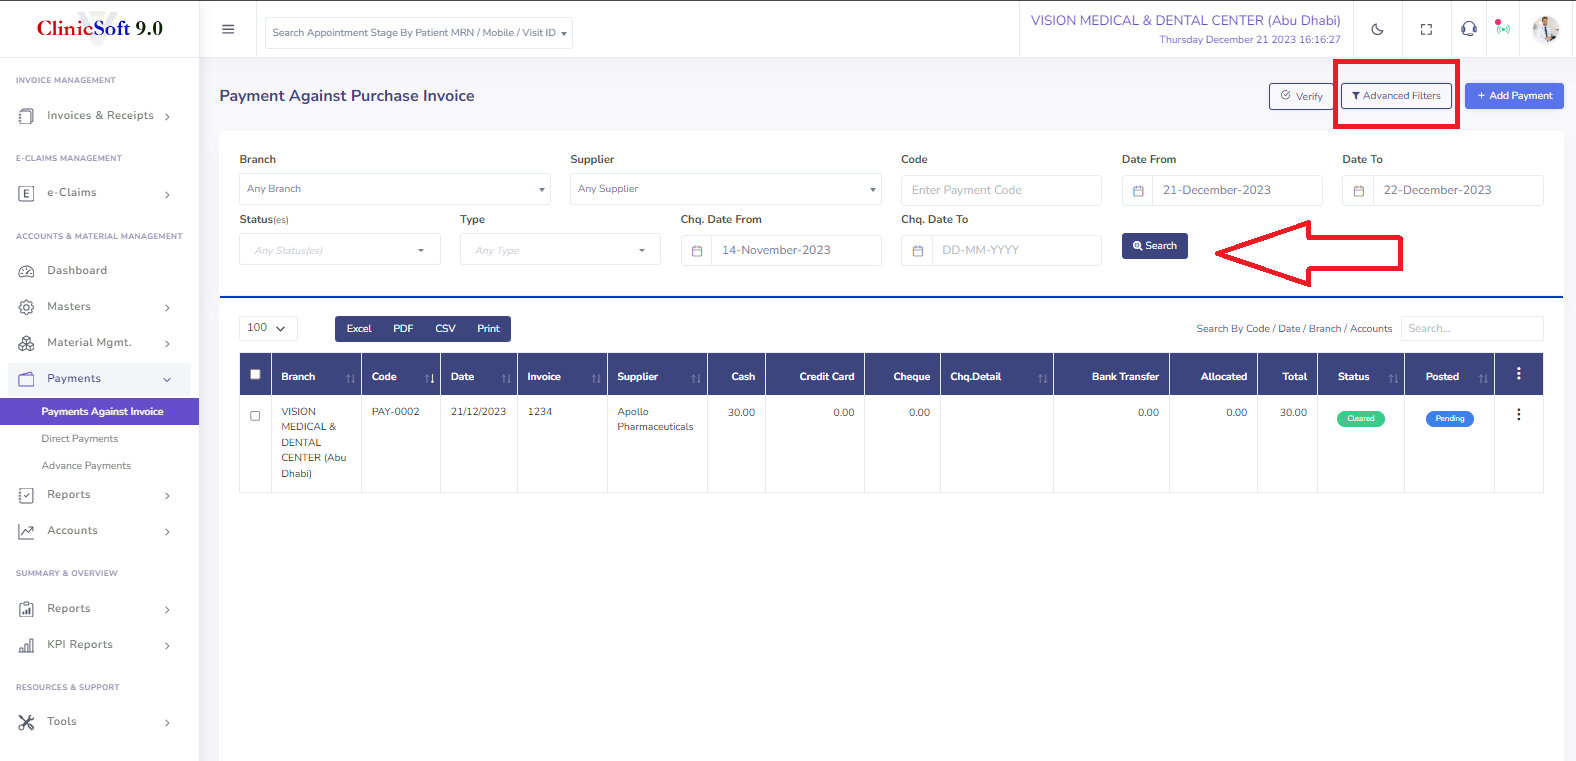 ClinicSoft 9.0
Search Appointment Stage By Patient MRN / Mobile / Visit ID
VISION MEDICAL & DENTAL CENTER (Abu Dhabi)
Thursday December 21 2023 16:16:27
INVOICE MANAGEMENT
Invoices & Receipts
E-CLAIMS MANAGEMENT
E e-Claims
ACCOUNTS & MATERIAL MANAGEMENT
Dashboard
Masters
Material Mgmt.
Payments
Payments Against Invoice
Direct Payments
Advance Payments
Reports
Accounts
SUMMARY & OVERVIEW
Reports
KPI Reports
RESOURCES & SUPPORT
Tools
Payment Against Purchase Invoice
Verify
Advanced Filters
+ Add Payment
Branch Supplier Code Date From Date To
Any Branch Any Supplier Enter Payment Code 21-December-2023 22-December-2023
Status(es) Type Chq. Date From Chq. Date To
Any Status(es) Any Type 14-November-2023 DD-MM-YYYY Search
100 Excel PDF CSV Print Search By Code / Date / Branch / Accounts Search...
Branch Code Date Invoice Supplier Cash Credit Card Cheque Chq.Detail Bank Transfer Allocated Total Status Posted
VISION PAY-0002 21/12/2023 1234 Apollo 30.00 0.00 0.00 0.00 0.00 30.00 Cleared Pending
MEDICAL & Pharmaceuticals
DENTAL
CENTER (Abu
Dhabi)